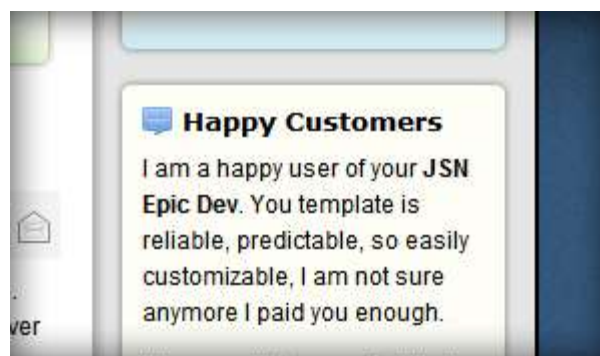 Happy Customers
I am a happy user of your JSN
Epic Dev. You template is
reliable, predictable, so easily
customizable, I am not sure
anymore I paid you enough.
.
ver